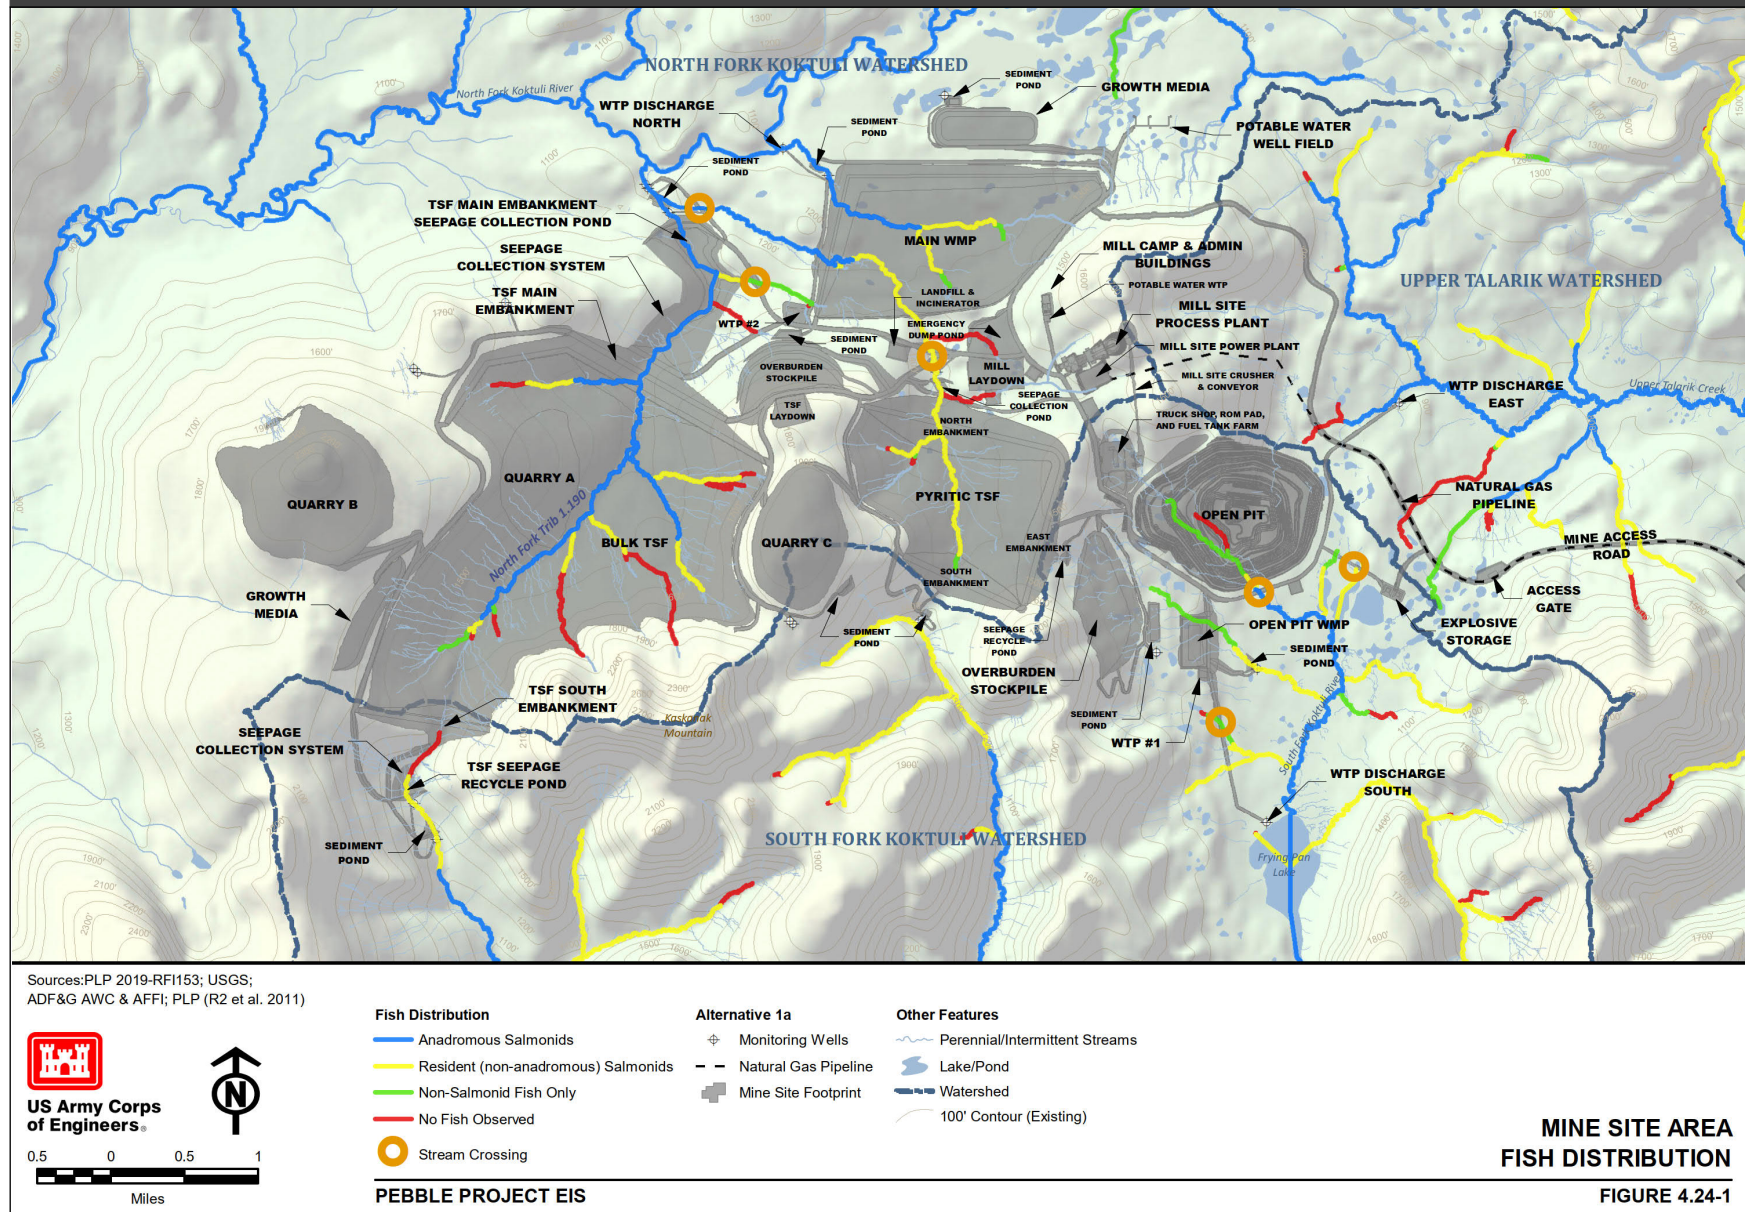 NORTH FORK KOKTULI WATERSHED
North Fork Koktuli River
WTP DISCHARGE
NORTH
SEDIMENT
POND
SEDIMENT
POND
GROWTH MEDIA
SEDIMENT
POND
POTABLE WATER
WELL FIELD
TSF MAIN EMBANKMENT
SEEPAGE COLLECTION POND
SEEPAGE
COLLECTION SYSTEM
TSF MAIN
EMBANKMENT
MAIN WMP
MILL CAMP & ADMIN
BUILDINGS
POTABLE WATER WTP
MILL SITE
PROCESS PLANT
UPPER TALARIK WATERSHED
LANDFILL &
INCINERATOR
WTP #2
EMERGENCY
DUMP POND
SEDIMENT
POND
MILL SITE POWER PLANT
OVERBURDEN
STOCKPILE
MILL
LAYDOWN
MILL SITE CRUSHER
& CONVEYOR
WTP DISCHARGE
EAST
Upper Talarik Creek
TSF
LAYDOWN
SEEPAGE
COLLECTION
POND
NORTH
EMBANKMENT
TRUCK SHOP, ROM PAD,
AND FUEL TANK FARM
QUARRY A
QUARRY B
PYRITIC TSF
NATURAL GAS
PIPELINE
OPEN PIT
North Fork Trib 1.190
BULK TSF
QUARRY C
EAST
EMBANKMENT
MINE ACCESS
ROAD
SOUTH
EMBANKMENT
GROWTH
MEDIA
ACCESS
GATE
SEDIMENT
POND
SEEPAGE
RECYCLE
POND
OPEN PIT WMP
EXPLOSIVE
STORAGE
SEDIMENT
POND
OVERBURDEN
STOCKPILE
TSF SOUTH
EMBANKMENT
Kaskanak
Mountain
SEDIMENT
POND
South Fork Koktuli River
SEEPAGE
COLLECTION SYSTEM
WTP #1
TSF SEEPAGE
RECYCLE POND
WTP DISCHARGE
SOUTH
SEDIMENT
POND
SOUTH FORK KOKTULI WATERSHED
Frying Pan
Lake
Sources:PLP 2019-RFI153; USGS;
ADF&G AWC & AFFI; PLP (R2 et al. 2011)
US Army Corps
of Engineers®
N
0.5 0 0.5 1
Miles
Fish Distribution
Anadromous Salmonids
Resident (non-anadromous) Salmonids
Non-Salmonid Fish Only
No Fish Observed
Stream Crossing
Alternative 1a
Monitoring Wells
Natural Gas Pipeline
Mine Site Footprint
Other Features
Perennial/Intermittent Streams
Lake/Pond
Watershed
100' Contour (Existing)
MINE SITE AREA
FISH DISTRIBUTION
PEBBLE PROJECT EIS
FIGURE 4.24-1